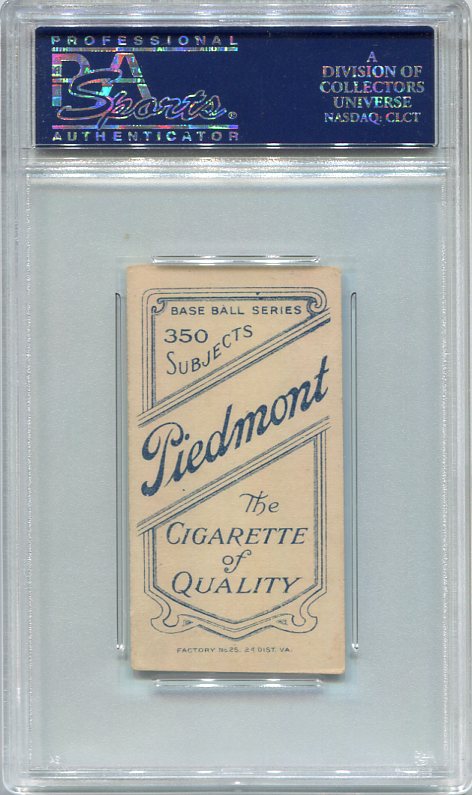 PROFESSIONAL
PSA
Sports®
AUTHENTICATOR
A
DIVISION OF
COLLECTORS
UNIVERSE
NASDAQ: CLCT
BASE BALL SERIES
350
SUBJECTS
Piedmont
The
CIGARETTE
of
QUALITY
FACTORY No 25, 2d DIST. VA.